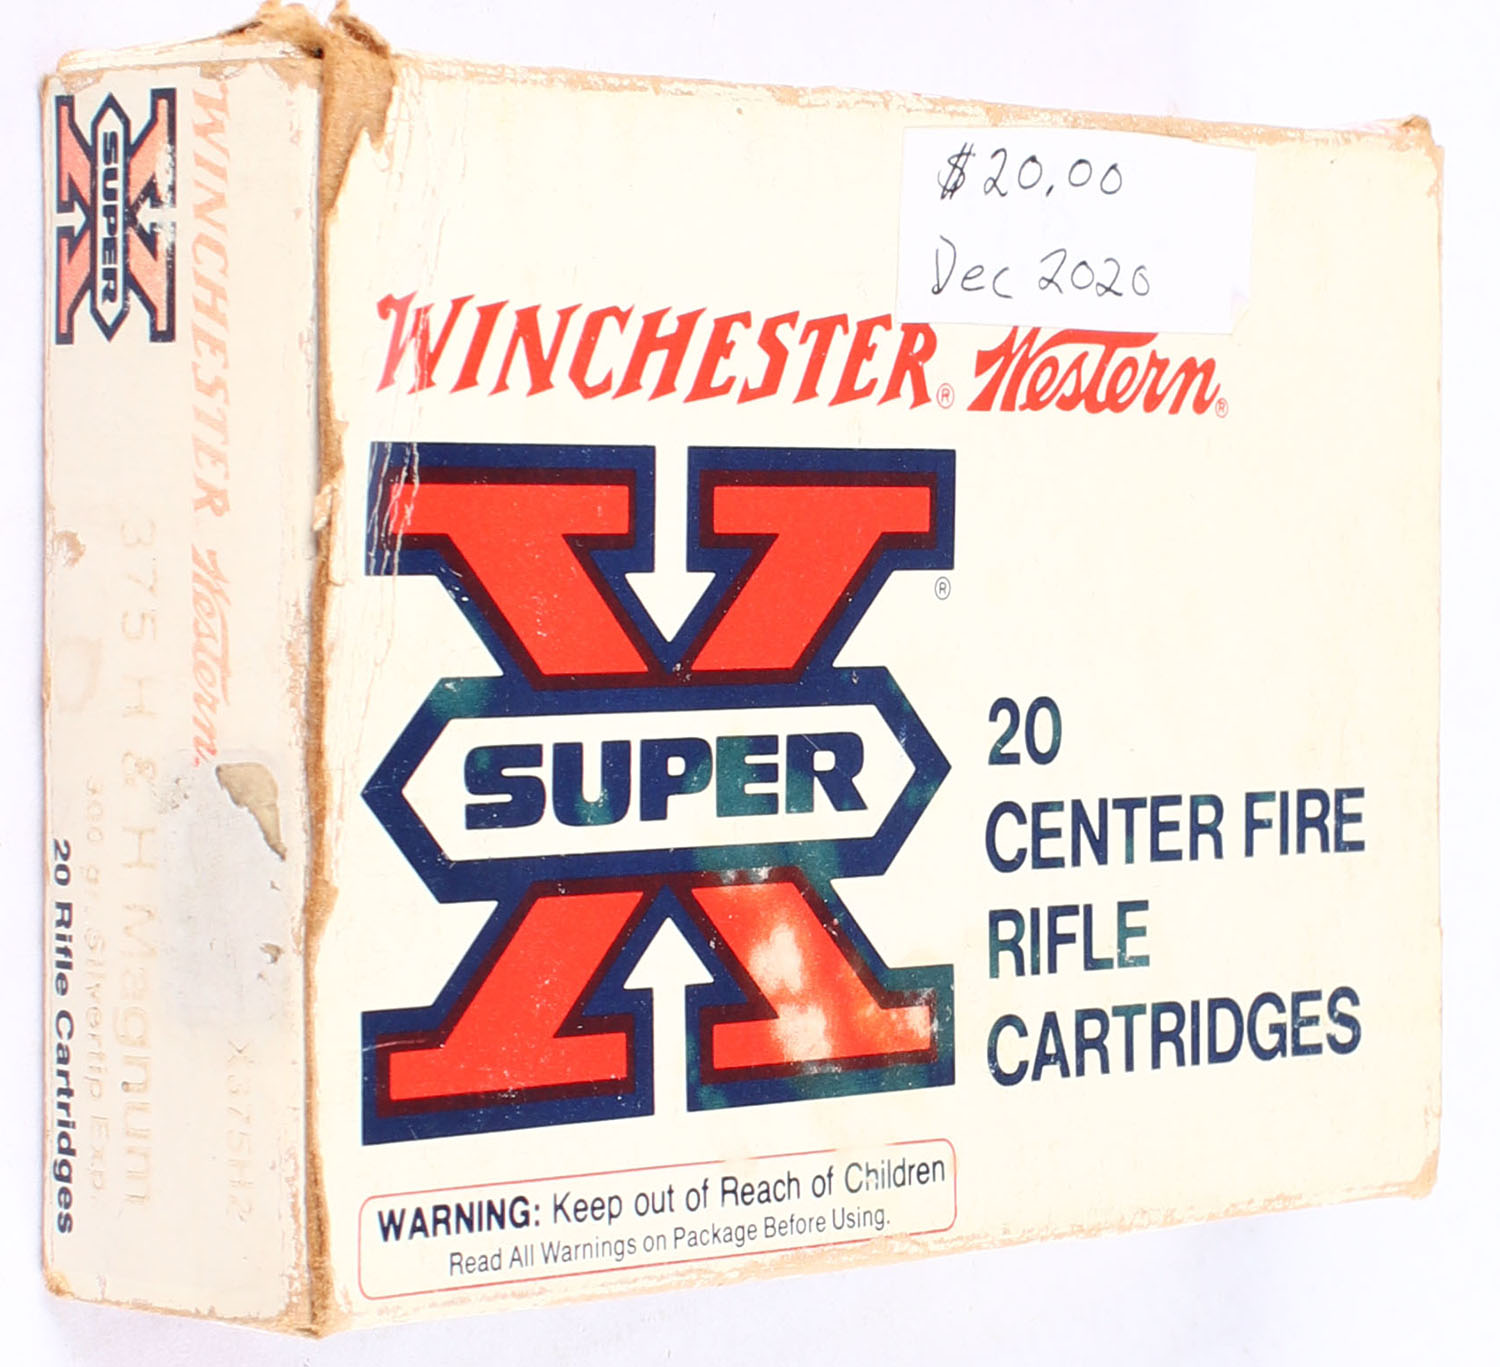 $20.00
Dec 2020
WINCHESTER® Western®
SUPER
®
20
CENTER FIRE
RIFLE
CARTRIDGES
WARNING: Keep out of Reach of Children
Read All Warnings on Package Before Using.
SUPER
WINCHESTER Western
375 H & H Magnum
X375H2
300 gr. Silvertip Exp.
20 Rifle Cartridges